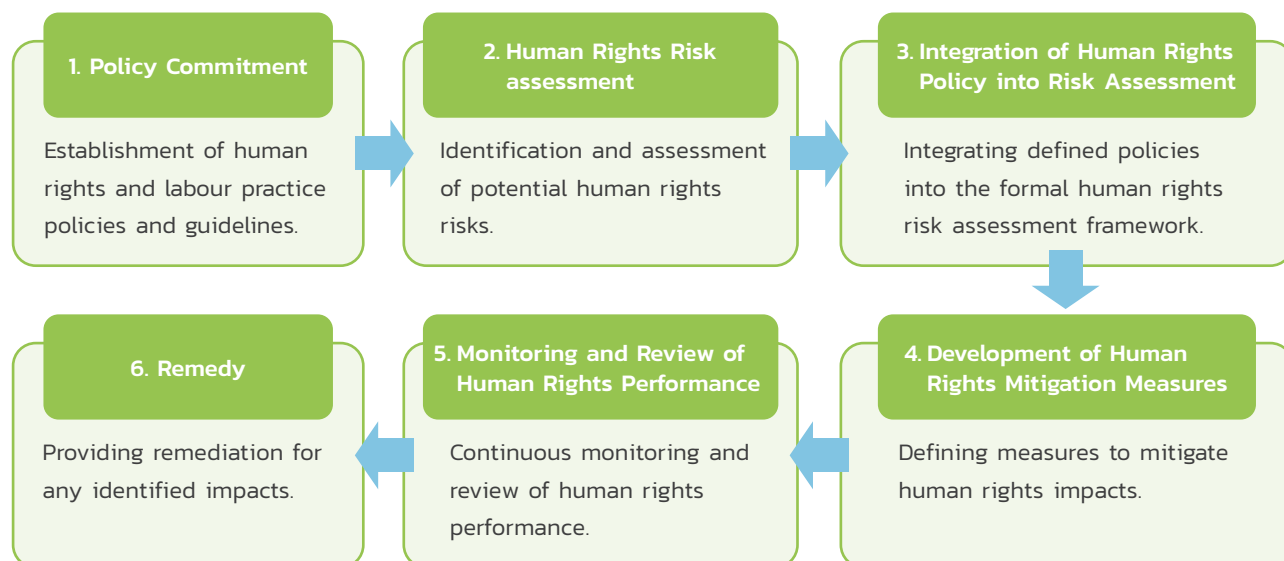 1. Policy Commitment
Establishment of human
rights and labour practice
policies and guidelines.
2. Human Rights Risk
assessment
Identification and assessment
of potential human rights
risks.
3. Integration of Human Rights
Policy into Risk Assessment
Integrating defined policies
into the formal human rights
risk assessment framework.
4. Development of Human
Rights Mitigation Measures
Defining measures to mitigate
human rights impacts.
5. Monitoring and Review of
Human Rights Performance
Continuous monitoring and
review of human rights
performance.
6. Remedy
Providing remediation for
any identified impacts.